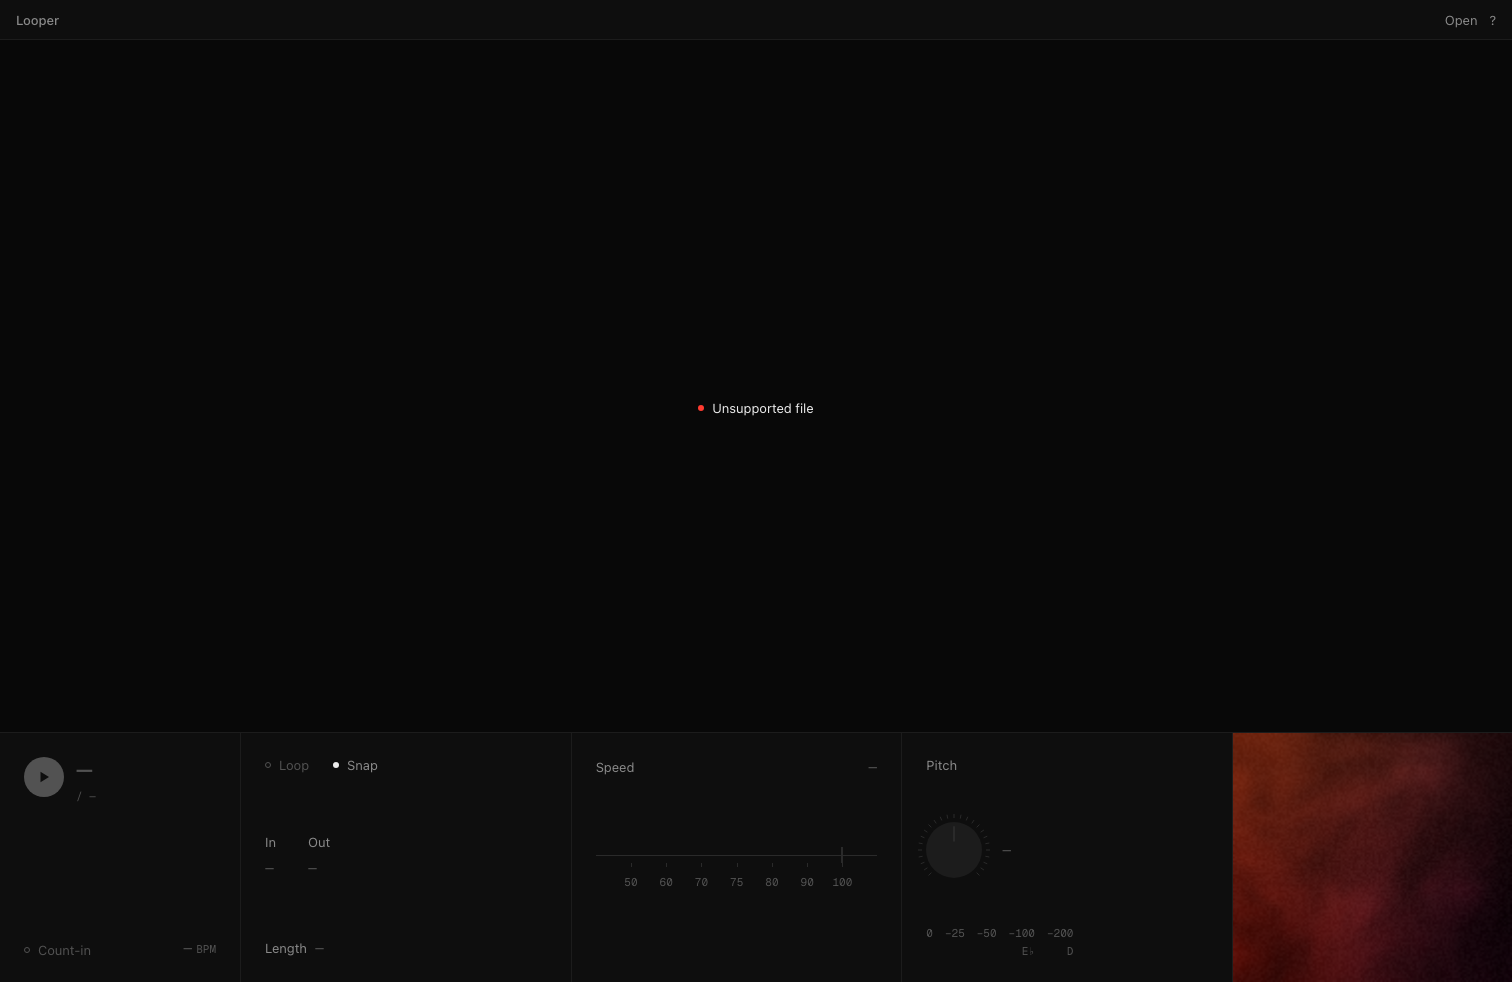 Looper
Open ?
Unsupported file
—
/ –
Count-in
— BPM
Loop Snap
In Out
— —
Length —
Speed —
50 60 70 75 80 90 100
Pitch
—
0 −25 −50 −100 −200
E♭ D